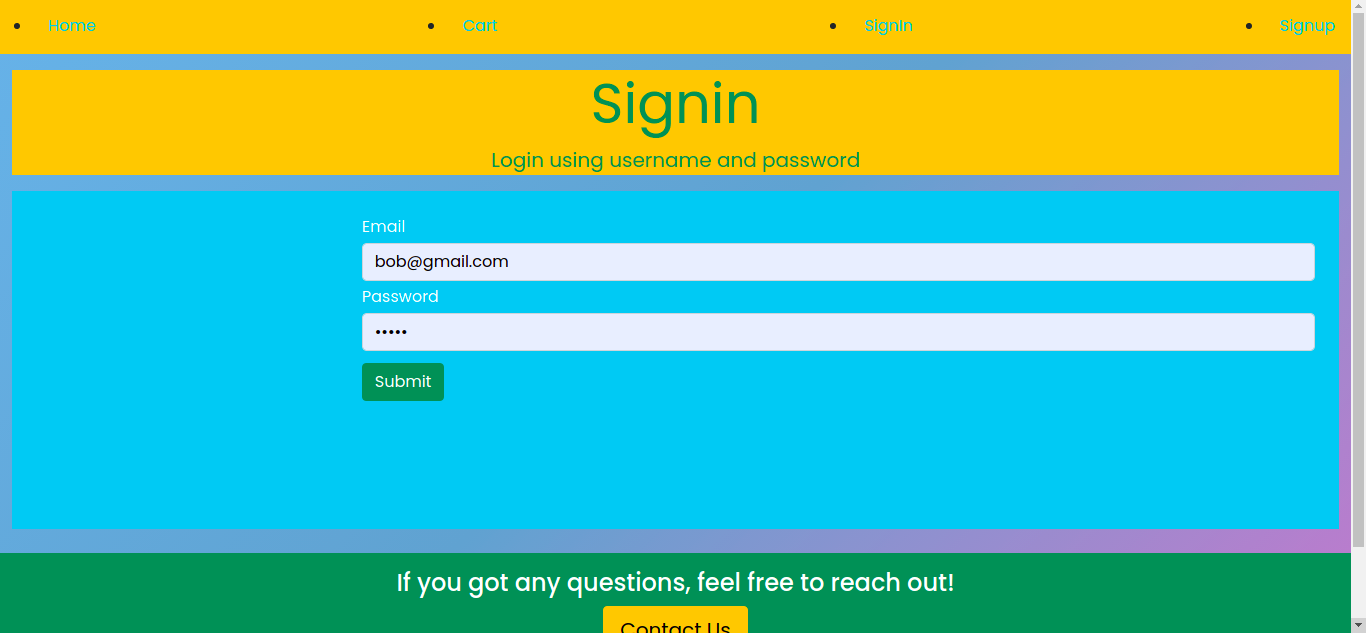 Home Cart SignIn Signup
Signin
Login using username and password
Email
bob@gmail.com
Password
•••••
Submit
If you got any questions, feel free to reach out!
Contact Us